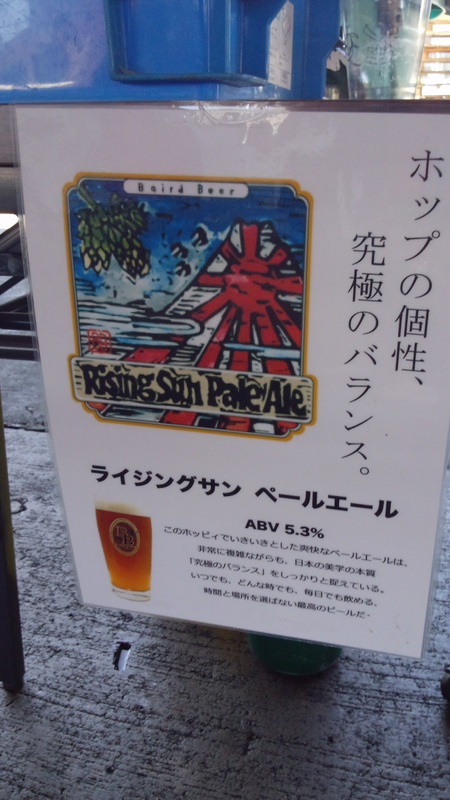 Baird Beer
ホップの個性、
究極のバランス。
Rising Sun Pale Ale
ライジングサン ペールエール
ABV 5.3%
このホッピィでいきいきとした爽快なペールエールは、
非常に複雑ながらも、日本の美学の本質
「究極のバランス」をしっかりと捉えている。
いつでも、どんな時でも、毎日でも飲める、
時間と場所を選ばない最高のビールだ。